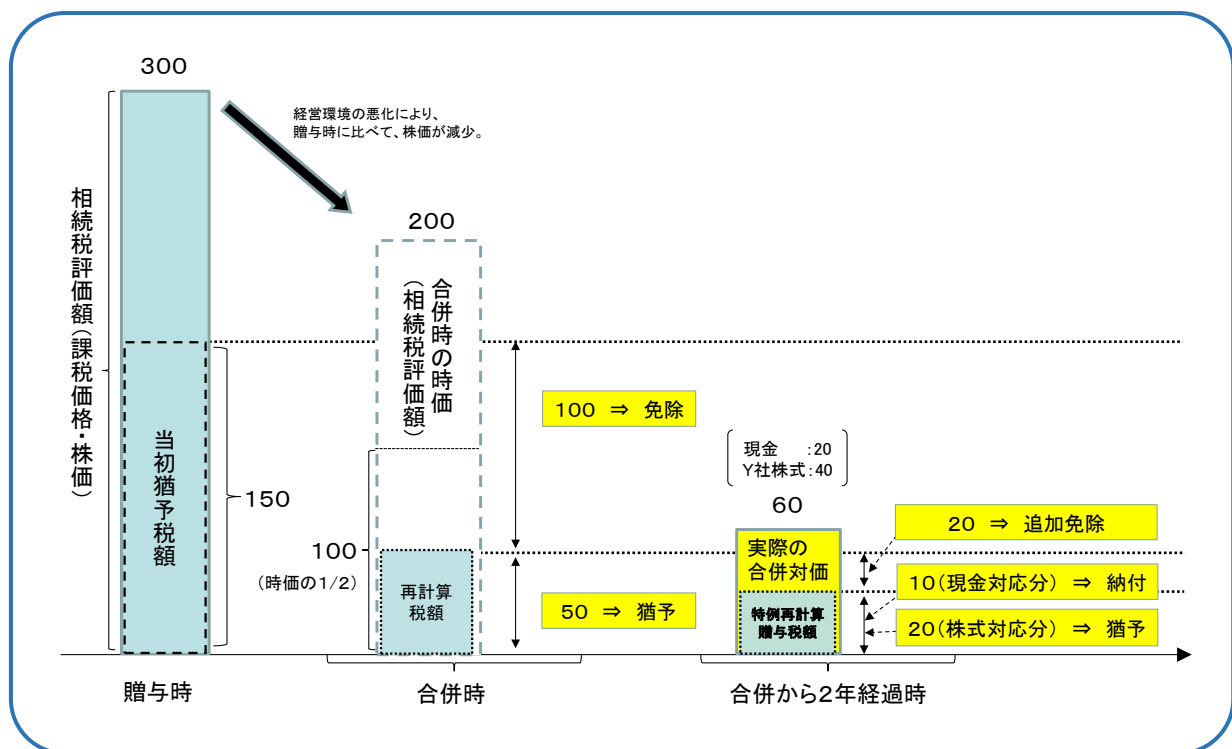 300
経営環境の悪化により、
贈与時に比べて、株価が減少。
相続税評価額(課税価格・株価)
当初猶予税額
150
200
合併時の時価
(相続税評価額)
100
(時価の1/2)
再計算
税額
100 ⇒ 免除
50 ⇒ 猶予
現金 :20
Y社株式:40
60
実際の
合併対価
特例再計算
贈与税額
20 ⇒ 追加免除
10(現金対応分) ⇒ 納付
20(株式対応分) ⇒ 猶予
贈与時
合併時
合併から2年経過時